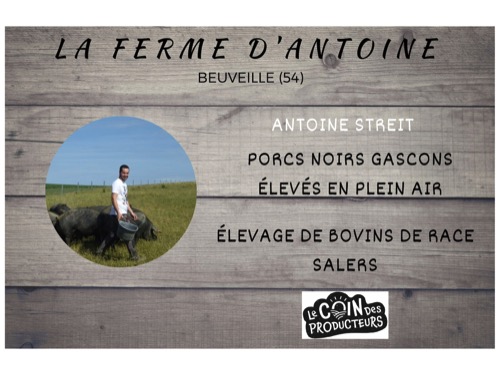 LA FERME D'ANTOINE
BEUVEILLE (54)
ANTOINE STREIT
PORCS NOIRS GASCONS
ÉLEVÉS EN PLEIN AIR
ÉLEVAGE DE BOVINS DE RACE
SALERS
LE COIN DES
PRODUCTEURS